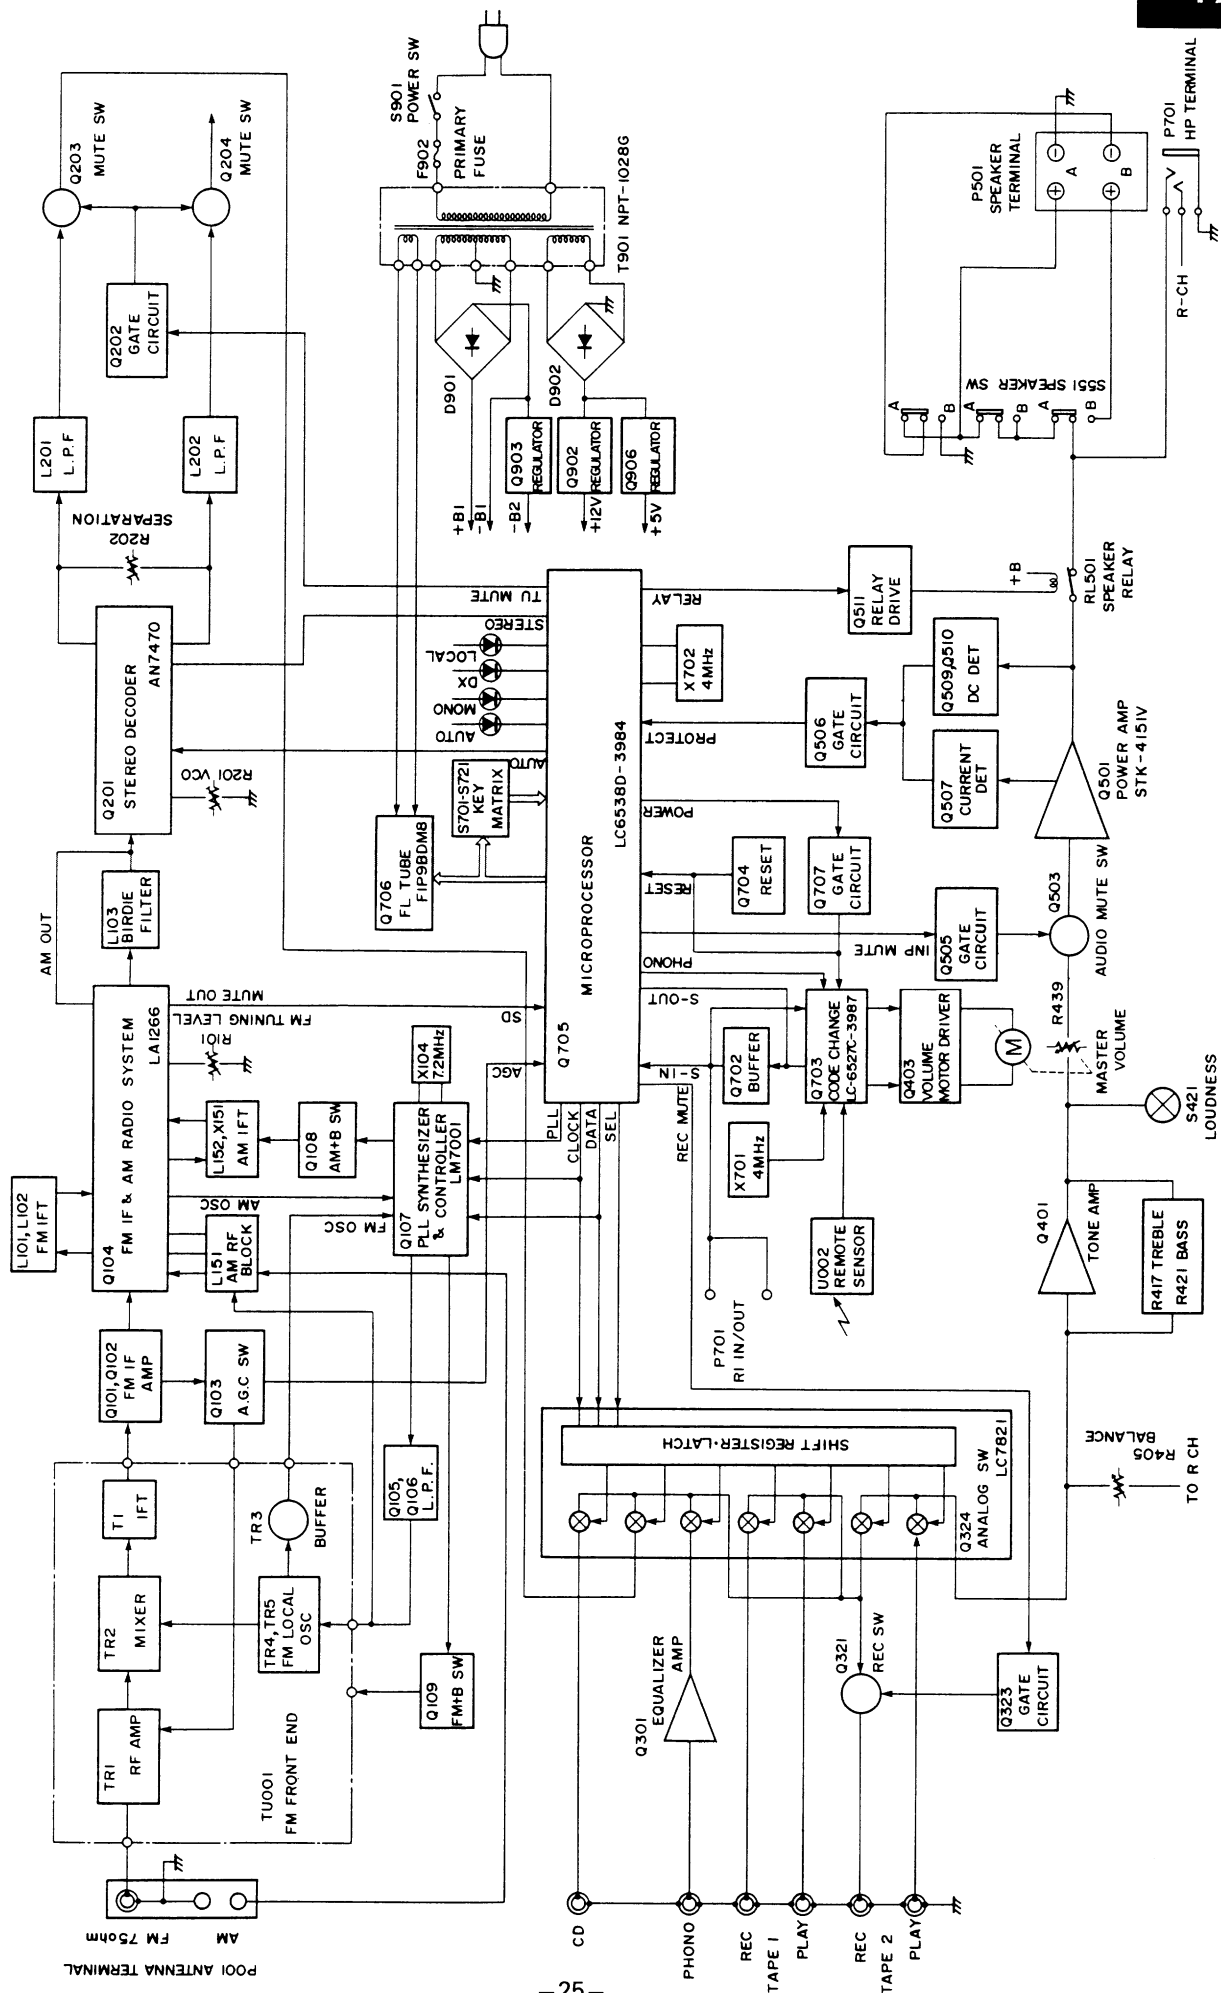 P001 ANTENNA TERMINAL
FM 75ohm
AM
TR1
RF AMP
TR2
MIXER
T1
IFT
TU001
FM FRONT END
TR4, TR5
FM LOCAL
OSC
TR3
BUFFER
Q101, Q102
FM IF
AMP
Q103
A.G.C SW
L101, L102
FM IFT
Q104
FM IF & AM RADIO SYSTEM
LA1266
AM OUT
L151
AM RF
BLOCK
AM OSC
FM OSC
L152, X151
AM IFT
R101
FM TUNING LEVEL
MUTE OUT
L103
BIRDIE
FILTER
Q201
STEREO DECODER
AN7470
R201 VCO
R202
SEPARATION
L201
L.P.F
L202
L.P.F
Q202
GATE
CIRCUIT
Q203
MUTE SW
Q204
MUTE SW
Q109
FM+B SW
Q105,
Q106
L.P.F.
Q107
PLL SYNTHESIZER
& CONTROLLER
LM7001
Q108
AM+B SW
X104
7.2MHz
AGC
SD
Q706
FL TUBE
FIP9BDM8
S701-S721
KEY
MATRIX
AUTO
AUTO
MONO
DX
LOCAL
STEREO
TU MUTE
S901
POWER SW
F902
PRIMARY
FUSE
T901 NPT-1028G
D901
D902
Q903
REGULATOR
Q902
REGULATOR
Q906
REGULATOR
+B1
-B1
-B2
+12V
+5V
PLL
CLOCK
DATA
SEL
Q705
MICROPROCESSOR
LC6538D-3984
REC MUTE
S-IN
S-OUT
PHONO
INP MUTE
RESET
POWER
PROTECT
RELAY
P701
RI IN/OUT
X701
4MHz
Q702
BUFFER
U002
REMOTE
SENSOR
Q703
CODE CHANGE
LC-6527C-3987
Q403
VOLUME
MOTOR DRIVER
M
Q704
RESET
Q707
GATE
CIRCUIT
Q505
GATE
CIRCUIT
X702
4MHz
Q506
GATE
CIRCUIT
Q507
CURRENT
DET
Q509, Q510
DC DET
Q511
RELAY
DRIVE
+B
RL501
SPEAKER
RELAY
CD
PHONO
REC
TAPE 1
PLAY
REC
TAPE 2
PLAY
Q301
EQUALIZER
AMP
SHIFT REGISTER·LATCH
Q324
ANALOG SW
LC7821
Q321
REC SW
Q323
GATE
CIRCUIT
R405
BALANCE
TO R CH
Q401
TONE AMP
R417 TREBLE
R421 BASS
S421
LOUDNESS
MASTER
VOLUME
R439
Q503
AUDIO MUTE SW
Q501
POWER AMP
STK-4151V
S551 SPEAKER SW
A
B
A
B
A
B
P501
SPEAKER
TERMINAL
+
-
A
+
-
B
R-CH
P701
HP TERMINAL
-25-